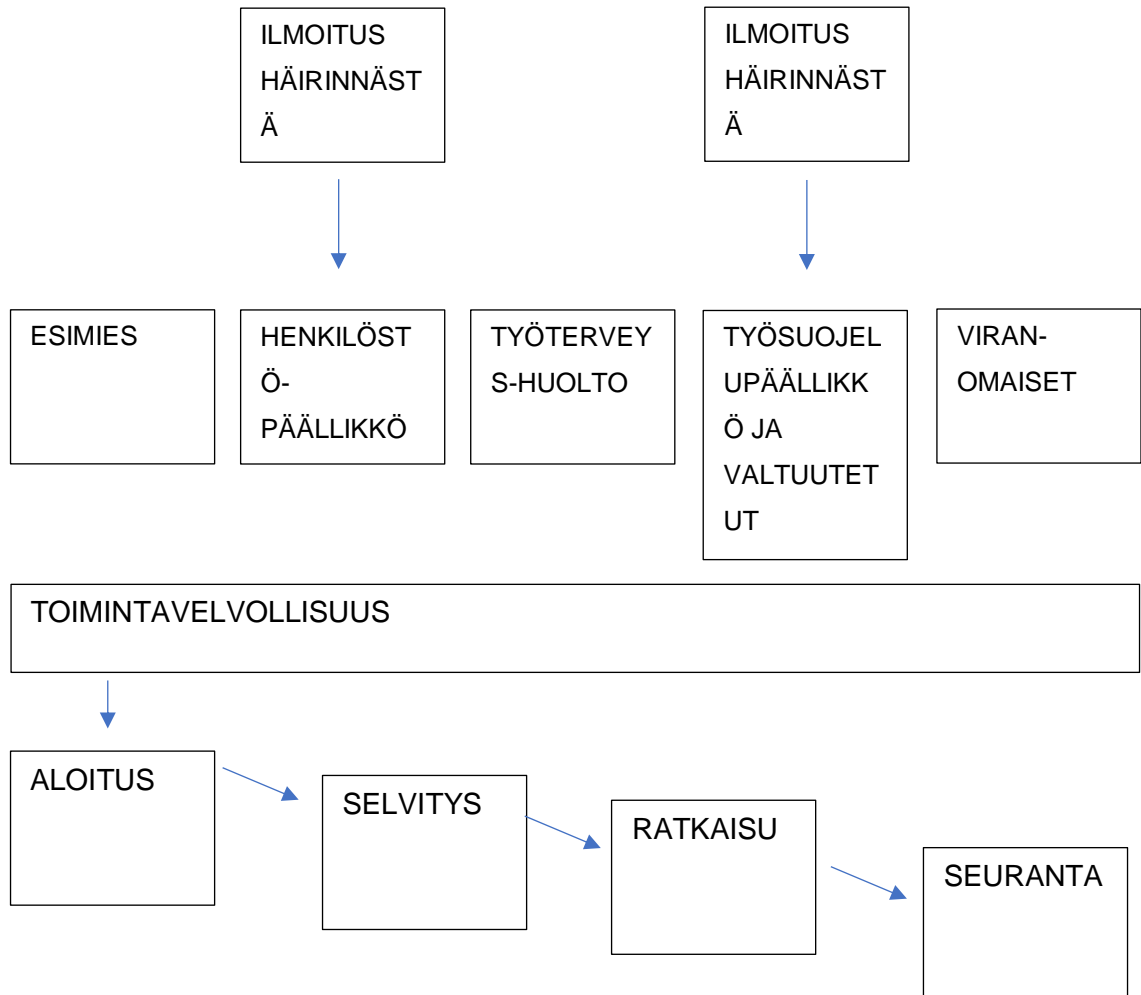 ILMOITUS
HÄIRINNÄST
Ä
ILMOITUS
HÄIRINNÄST
Ä
ESIMIES
HENKILÖST
Ö-
PÄÄLLIKKÖ
TYÖTERVEY
S-HUOLTO
TYÖSUOJEL
UPÄÄLLIKK
Ö JA
VALTUUTET
UT
VIRAN-
OMAISET
TOIMINTAVELVOLLISUUS
ALOITUS
SELVITYS
RATKAISU
SEURANTA